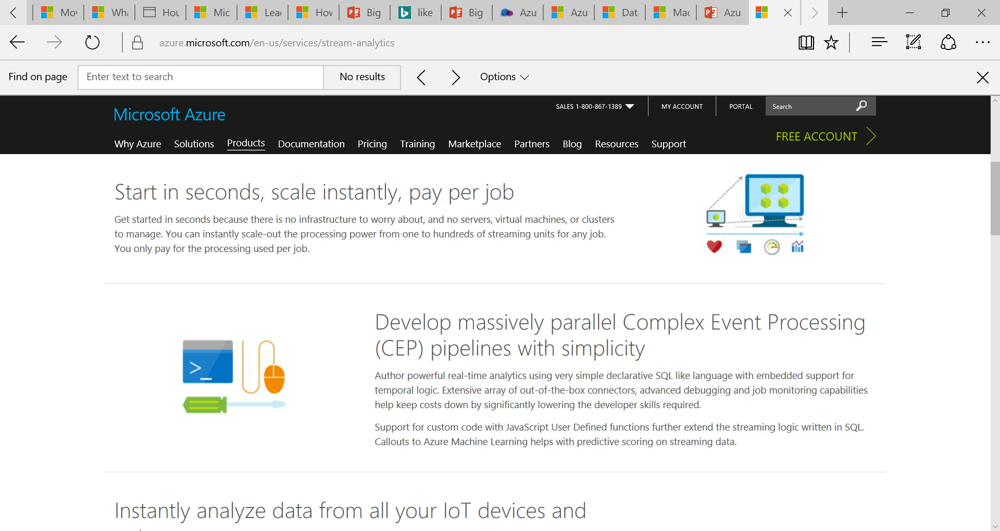 Mov
Wha
Hou
Mic
Lead
How
Big
like
Big
Azu
Azu
Dat
Mac
Azu
azure.microsoft.com/en-us/services/stream-analytics
Find on page
Enter text to search
No results
Options
SALES 1-800-867-1389
MY ACCOUNT
PORTAL
Search
Microsoft Azure
FREE ACCOUNT
Why Azure
Solutions
Products
Documentation
Pricing
Training
Marketplace
Partners
Blog
Resources
Support
Start in seconds, scale instantly, pay per job
Get started in seconds because there is no infrastructure to worry about, and no servers, virtual machines, or clusters
to manage. You can instantly scale-out the processing power from one to hundreds of streaming units for any job.
You only pay for the processing used per job.
Develop massively parallel Complex Event Processing
(CEP) pipelines with simplicity
Author powerful real-time analytics using very simple declarative SQL like language with embedded support for
temporal logic. Extensive array of out-of-the-box connectors, advanced debugging and job monitoring capabilities
help keep costs down by significantly lowering the developer skills required.
Support for custom code with JavaScript User Defined functions further extend the streaming logic written in SQL.
Callouts to Azure Machine Learning helps with predictive scoring on streaming data.
Instantly analyze data from all your IoT devices and